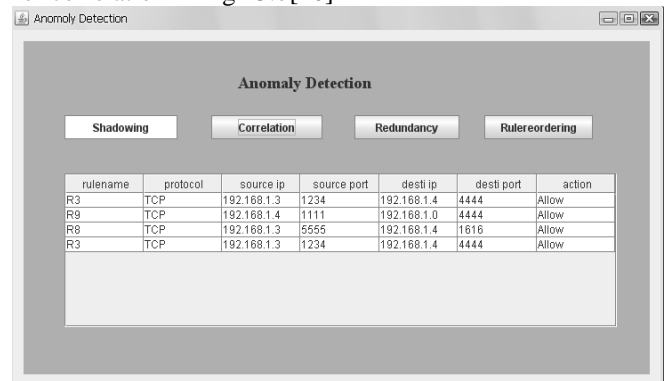 Anomoly Detection
Anomaly Detection
Shadowing Correlation Redundancy Rulereordering
rulename protocol source ip source port desti ip desti port action
R3 TCP 192.168.1.3 1234 192.168.1.4 4444 Allow
R9 TCP 192.168.1.4 1111 192.168.1.0 4444 Allow
R8 TCP 192.168.1.3 5555 192.168.1.4 1616 Allow
R3 TCP 192.168.1.3 1234 192.168.1.4 4444 Allow